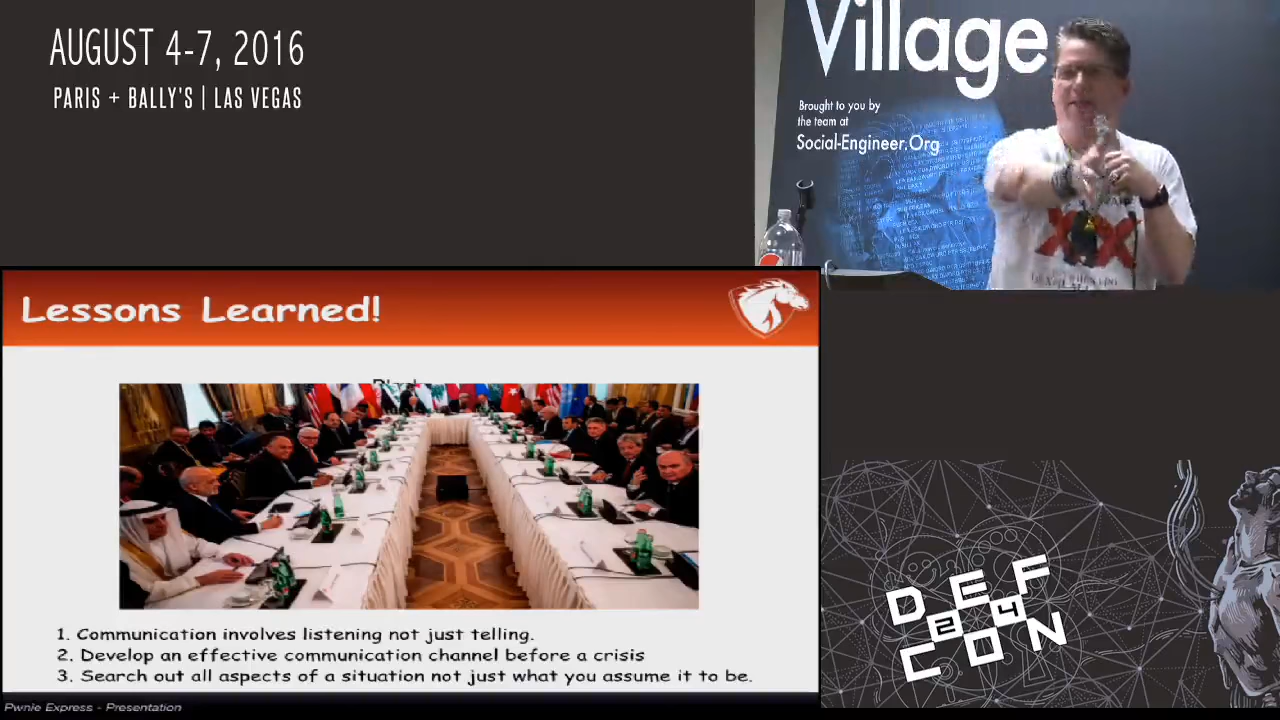 AUGUST 4-7, 2016
PARIS + BALLY'S | LAS VEGAS
Village
Brought to you by
the team at
Social-Engineer.Org
Lessons Learned!
1. Communication involves listening not just telling.
2. Develop an effective communication channel before a crisis
3. Search out all aspects of a situation not just what you assume it to be.
Pwnie Express - Presentation
DEF
24
CON